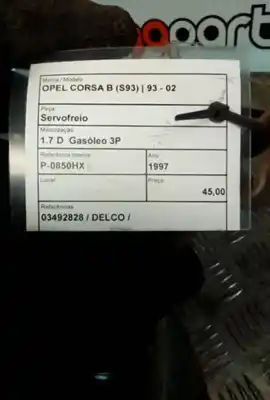 opart
Marca / Modelo
OPEL CORSA B (S93) | 93 - 02
Peça
Servofreio
Motorização
1.7 D Gasóleo 3P
Referência Interna
Ano
P-0850HX
1997
Local
Preço
45,00
Referências
03492828 / DELCO /